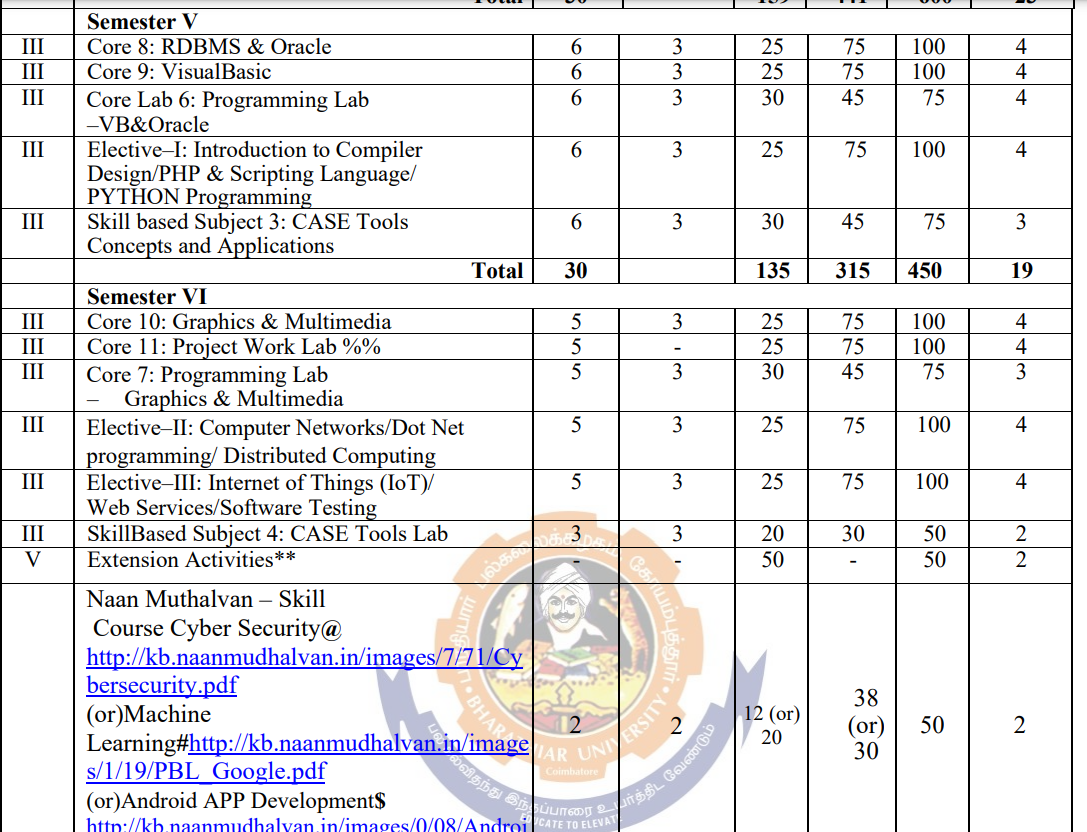 Total 30 159 441 600 23
Semester V
III Core 8: RDBMS & Oracle 6 3 25 75 100 4
III Core 9: VisualBasic 6 3 25 75 100 4
III Core Lab 6: Programming Lab 6 3 30 45 75 4
–VB&Oracle
III Elective–I: Introduction to Compiler 6 3 25 75 100 4
Design/PHP & Scripting Language/
PYTHON Programming
III Skill based Subject 3: CASE Tools 6 3 30 45 75 3
Concepts and Applications
Total 30 135 315 450 19
Semester VI
III Core 10: Graphics & Multimedia 5 3 25 75 100 4
III Core 11: Project Work Lab %% 5 - 25 75 100 4
III Core 7: Programming Lab 5 3 30 45 75 3
– Graphics & Multimedia
III Elective–II: Computer Networks/Dot Net 5 3 25 75 100 4
programming/ Distributed Computing
III Elective–III: Internet of Things (IoT)/ 5 3 25 75 100 4
Web Services/Software Testing
III SkillBased Subject 4: CASE Tools Lab 3 3 20 30 50 2
V Extension Activities** - - 50 - 50 2
Naan Muthalvan – Skill
Course Cyber Security@
http://kb.naanmudhalvan.in/images/7/71/Cy
bersecurity.pdf
(or)Machine
Learning#http://kb.naanmudhalvan.in/image
s/1/19/PBL_Google.pdf
(or)Android APP Development$
http://kb.naanmudhalvan.in/images/0/08/Androi
2 2 12 (or) 38 50 2
20 (or)
30
BHARATHIAR UNIVERSITY
Coimbatore
EDUCATE TO ELEVATE